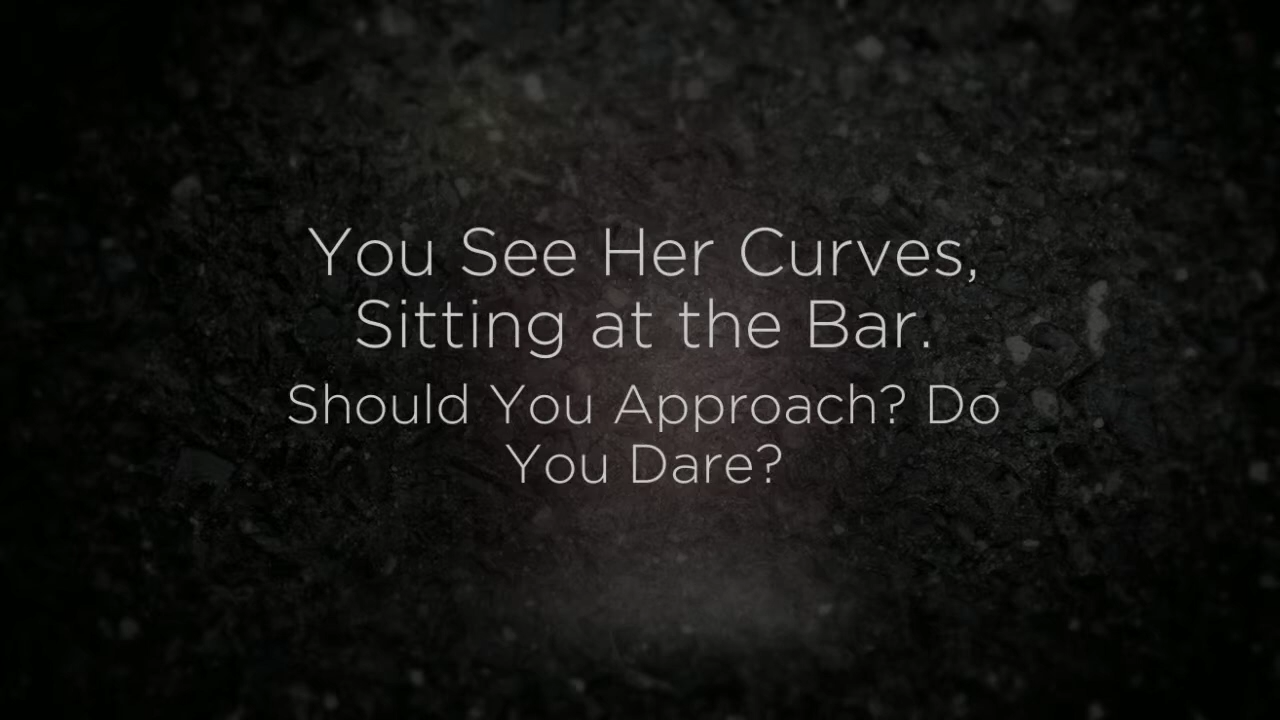 You See Her Curves,
Sitting at the Bar.
Should You Approach? Do
You Dare?